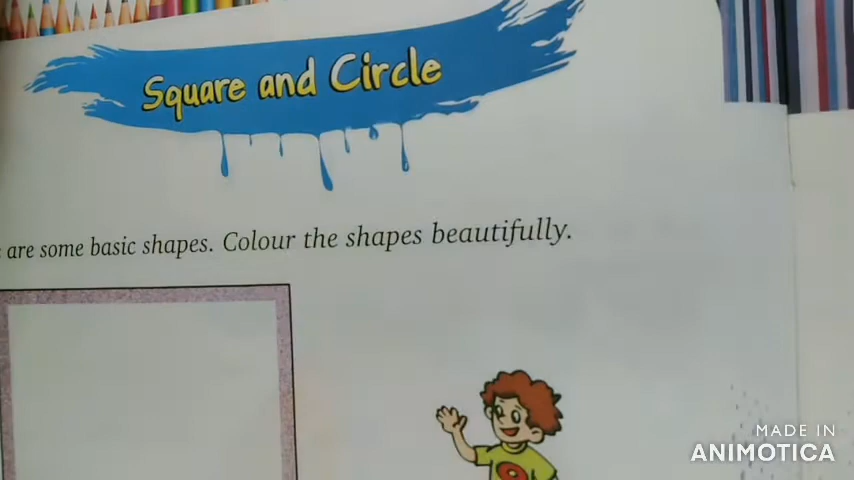 Square and Circle
are some basic shapes. Colour the shapes beautifully.
MADE IN
ANIMOTICA